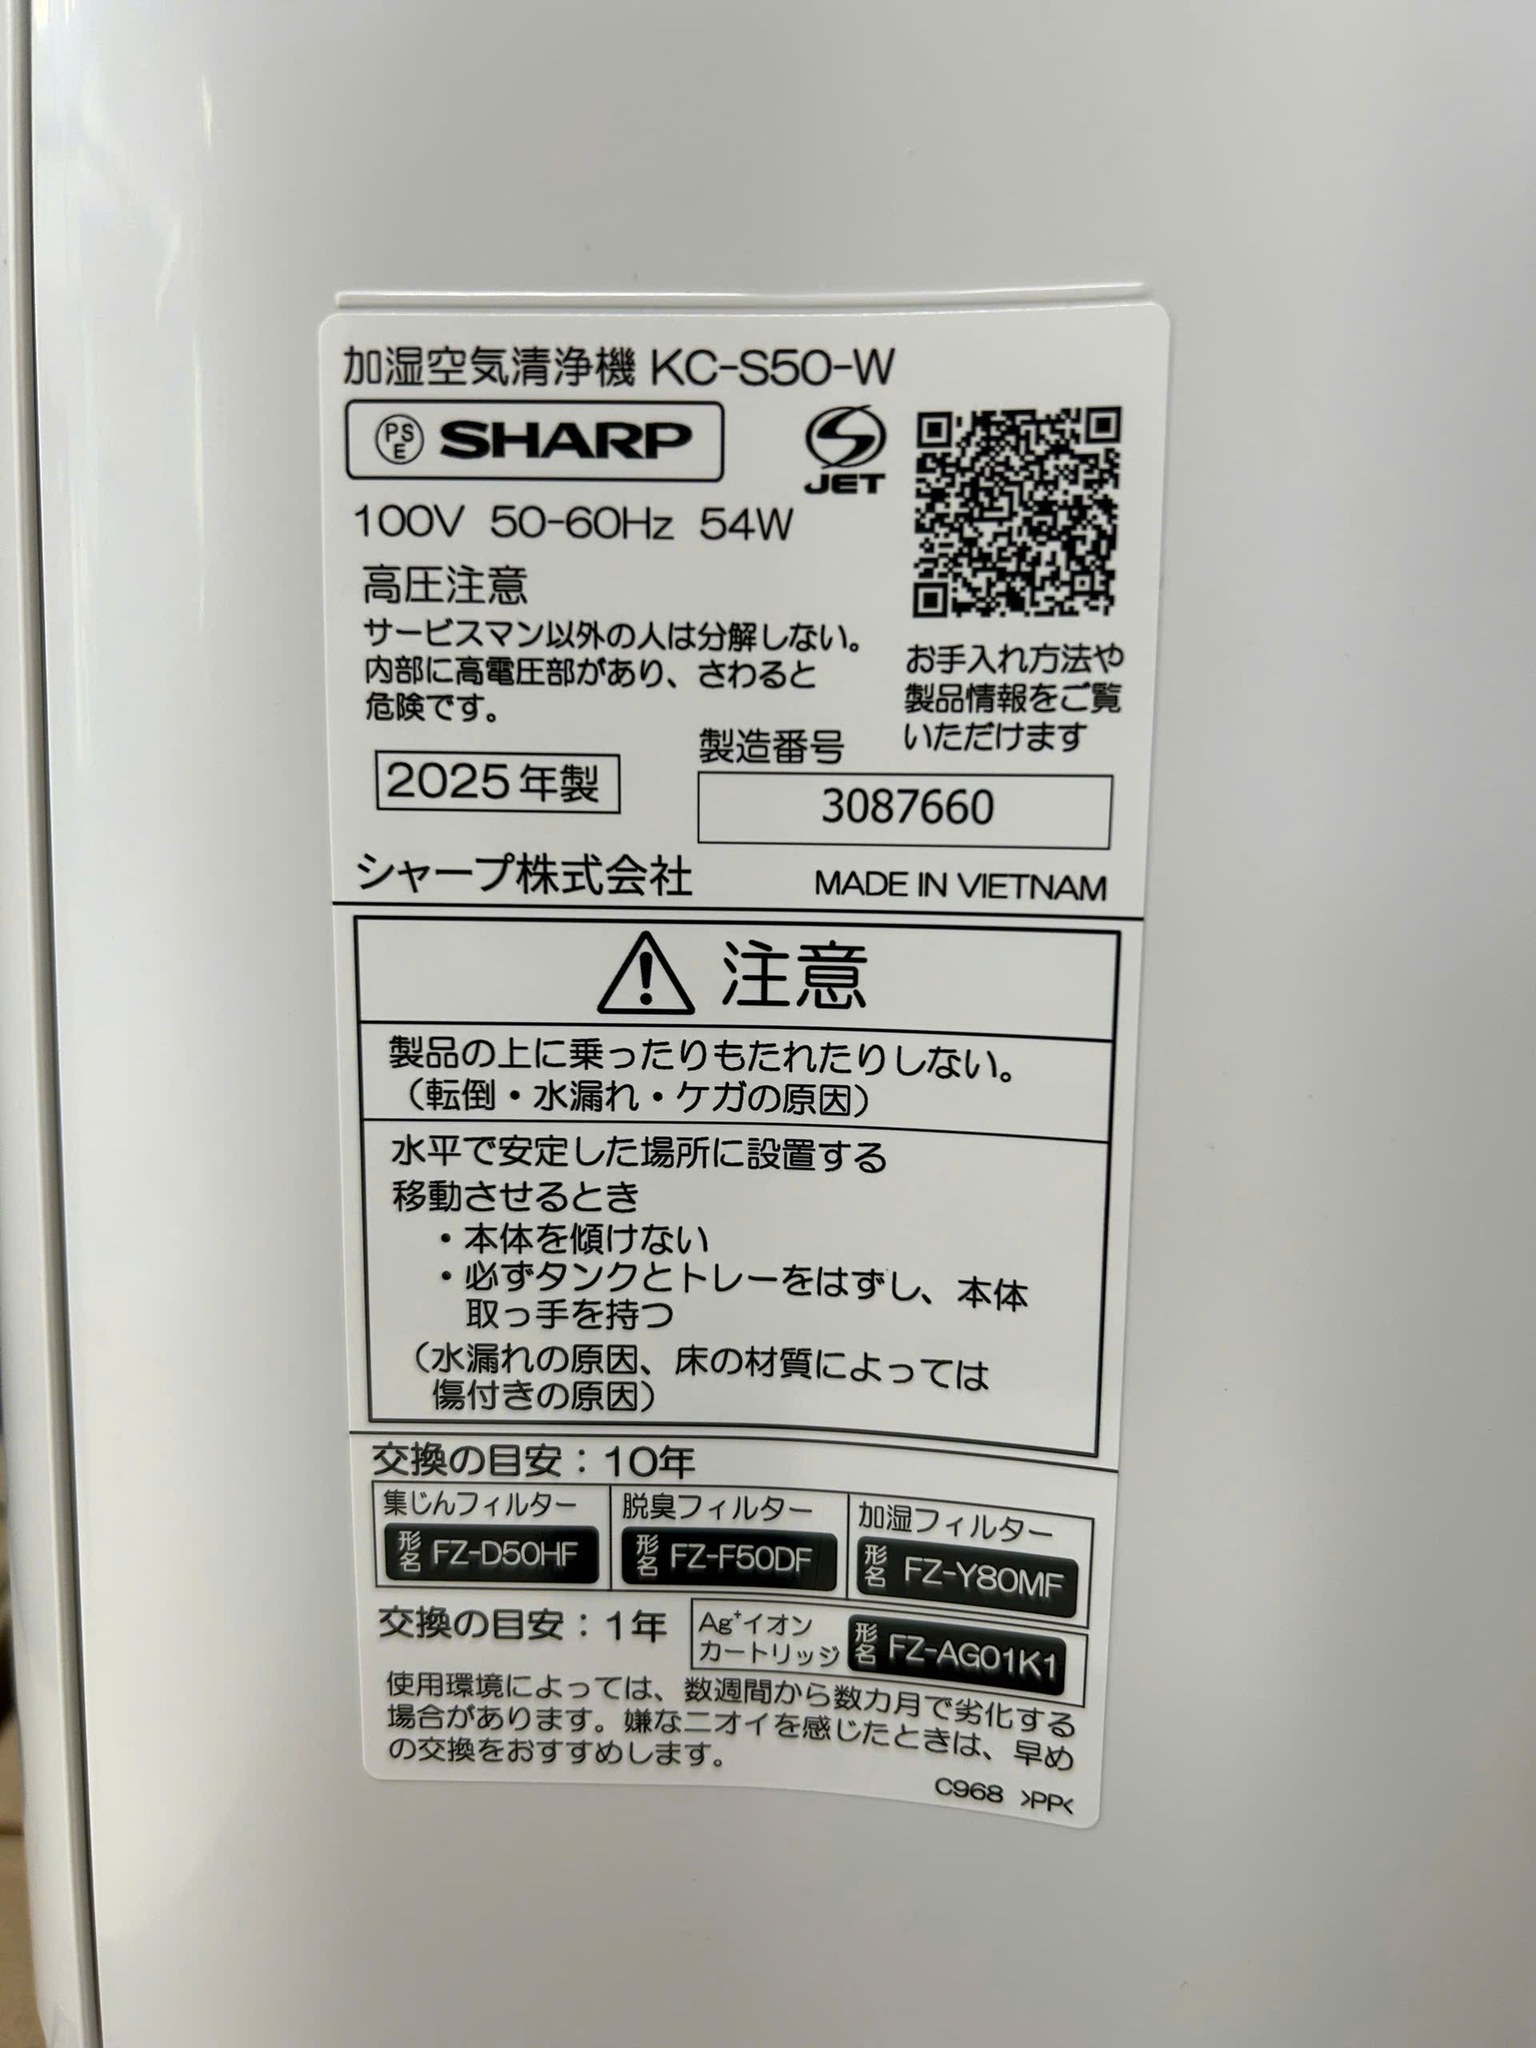 加湿空気清浄機 KC-S50-W
PSE SHARP
JET
100V 50-60Hz 54W
高圧注意
サービスマン以外の人は分解しない。
内部に高電圧部があり、さわると
危険です。
お手入れ方法や
製品情報をご覧
いただけます
2025年製
製造番号
3087660
シャープ株式会社
MADE IN VIETNAM
注意
製品の上に乗ったりもたれたりしない。
（転倒・水漏れ・ケガの原因）
水平で安定した場所に設置する
移動させるとき
・本体を傾けない
・必ずタンクとトレーをはずし、本体
取っ手を持つ
（水漏れの原因、床の材質によっては
傷付きの原因）
交換の目安：10年
集じんフィルター
形名 FZ-D50HF
脱臭フィルター
形名 FZ-F50DF
加湿フィルター
形名 FZ-Y80MF
交換の目安：1年
Ag⁺イオン
カートリッジ
形名 FZ-AG01K1
使用環境によっては、数週間から数カ月で劣化する
場合があります。嫌なニオイを感じたときは、早め
の交換をおすすめします。
C968 >PP<